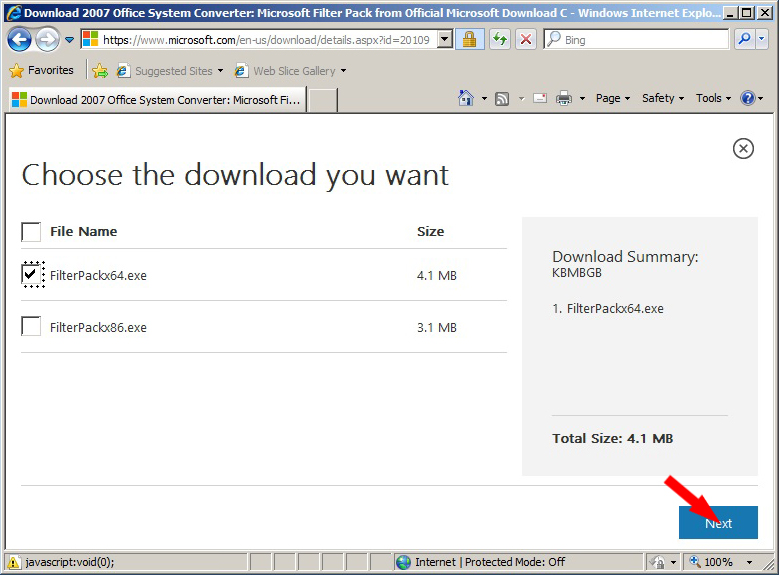 Download 2007 Office System Converter: Microsoft Filter Pack from Official Microsoft Download C - Windows Internet Explo...
https://www.microsoft.com/en-us/download/details.aspx?id=20109
Bing
Favorites Suggested Sites Web Slice Gallery
Download 2007 Office System Converter: Microsoft Fi... Page Safety Tools
Choose the download you want
File Name Size
FilterPackx64.exe 4.1 MB
FilterPackx86.exe 3.1 MB
Download Summary:
KBMBGB
1. FilterPackx64.exe
Total Size: 4.1 MB
Next
javascript:void(0); Internet | Protected Mode: Off 100%